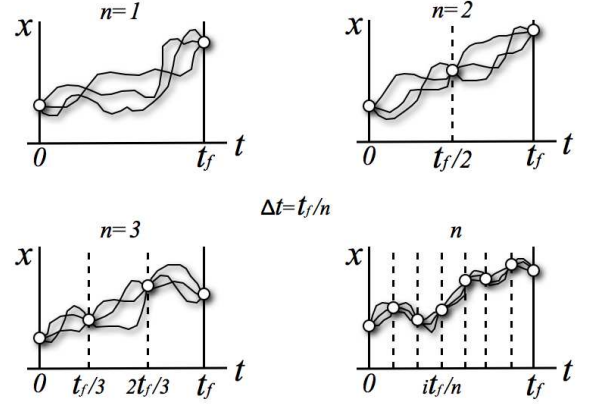 n=1
x
0
t_f
t
n=2
x
0
t_f/2
t_f
t
Δt=t_f/n
n=3
x
0
t_f/3
2t_f/3
t_f
t
n
x
0
it_f/n
t_f
t